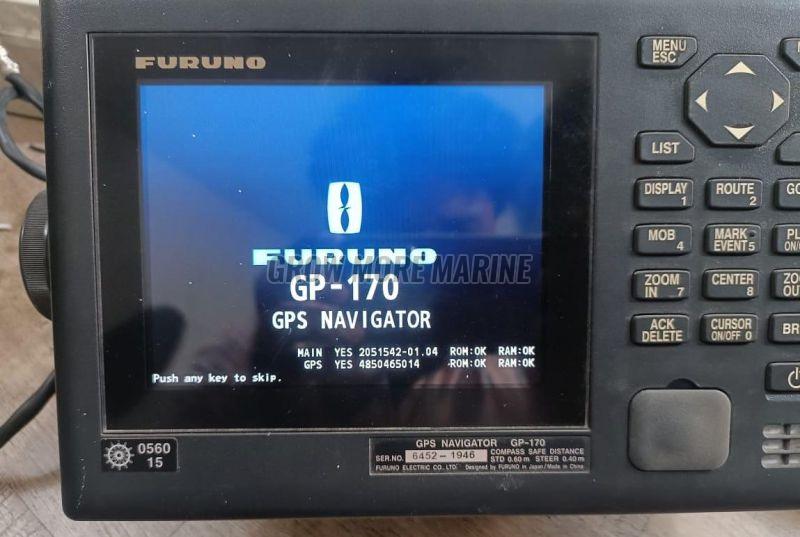 FURUNO
FURUNO
GROW MORE MARINE
GP-170
GPS NAVIGATOR
MAIN YES 2051542-01.04 ROM:OK RAM:OK
GPS YES 4850465014 ROM:OK RAM:OK
Push any key to skip.
0560
15
GPS NAVIGATOR GP-170
SER.NO. 6452-1946 COMPASS SAFE DISTANCE
STD 0.60 m STEER 0.40 m
FURUNO ELECTRIC CO., LTD. Designed by FURUNO in Japan/Made in China
MENU
ESC
LIST
DISPLAY 1
ROUTE 2
MOB 4
MARK
EVENT 5
ZOOM
IN 7
CENTER 8
ACK
DELETE
CURSOR
ON/OFF 0